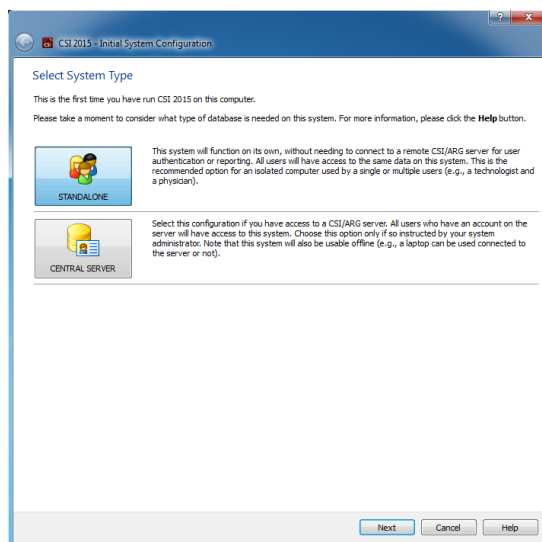 CSI 2015 - Initial System Configuration
Select System Type
This is the first time you have run CSI 2015 on this computer.
Please take a moment to consider what type of database is needed on this system. For more information, please click the Help button.
This system will function on its own, without needing to connect to a remote CSI/ARG server for user
authentication or reporting. All users will have access to the same data on this system. This is the
recommended option for an isolated computer used by a single or multiple users (e.g., a technologist and
a physician).
STANDALONE
Select this configuration if you have access to a CSI/ARG server. All users who have an account on the
server will have access to this system. Choose this option only if so instructed by your system
administrator. Note that this system will also be usable offline (e.g., a laptop can be used connected to
the server or not).
CENTRAL SERVER
Next Cancel Help